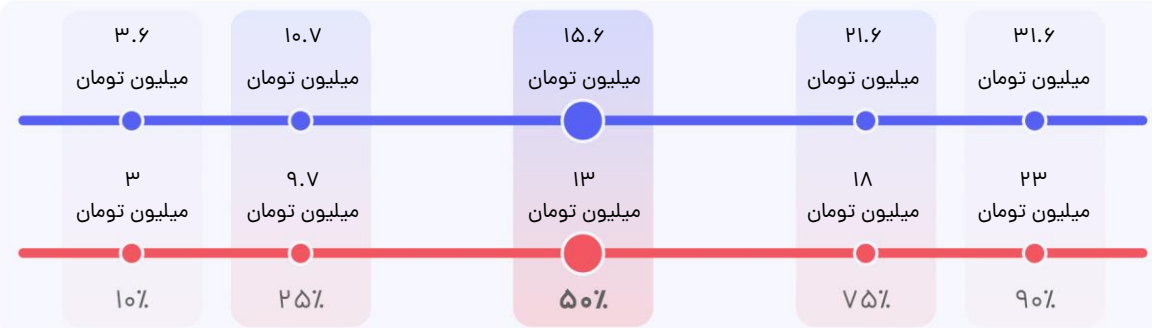 ۳.۶
میلیون تومان
۱۰.۷
میلیون تومان
۱۵.۶
میلیون تومان
۲۱.۶
میلیون تومان
۳۱.۶
میلیون تومان
۳
میلیون تومان
۹.۷
میلیون تومان
۱۳
میلیون تومان
۱۸
میلیون تومان
۲۳
میلیون تومان
۱۰٪
۲۵٪
۵۰٪
۷۵٪
۹۰٪